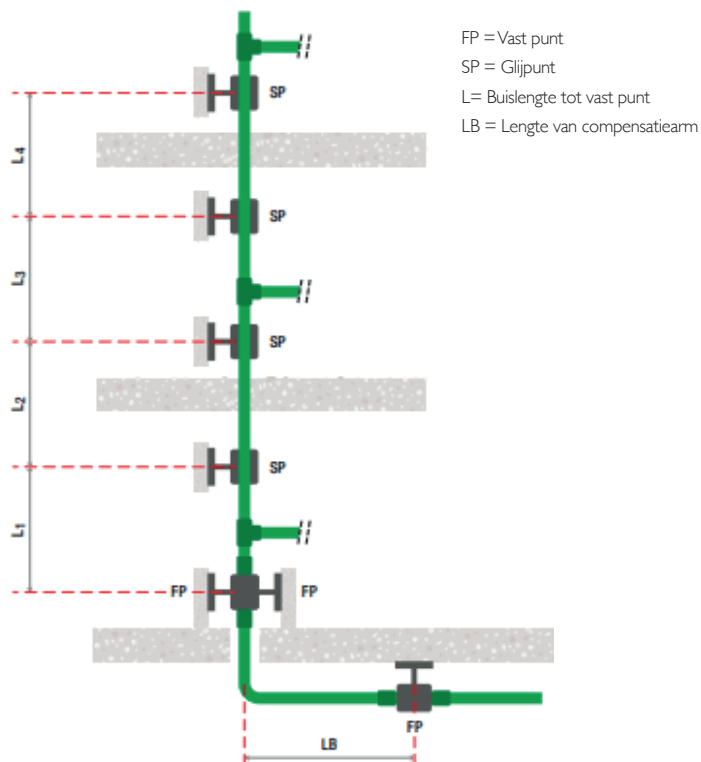 FP = Vast punt
SP = Glijpunt
L= Buislengte tot vast punt
LB = Lengte van compensatiearm
SP
L4
SP
L3
SP
L2
SP
L1
FP FP
FP
LB